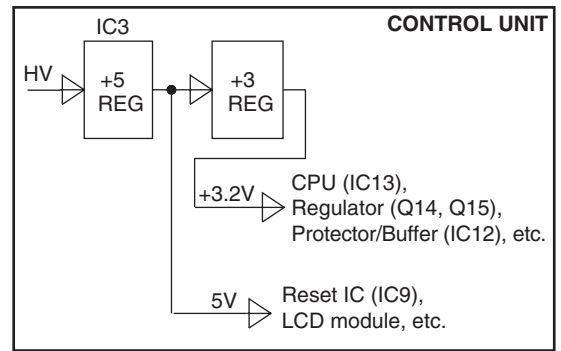 CONTROL UNIT
IC3
HV
+5
REG
+3
REG
+3.2V
CPU (IC13),
Regulator (Q14, Q15),
Protector/Buffer (IC12), etc.
5V
Reset IC (IC9),
LCD module, etc.